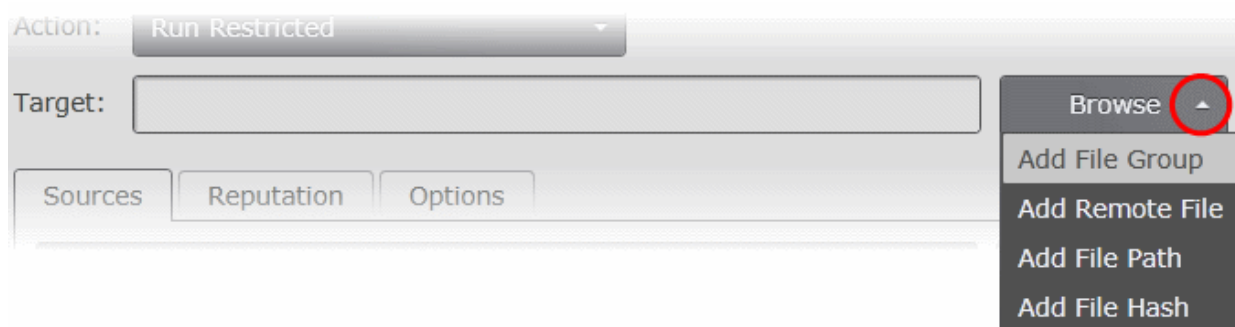 Action: Run Restricted
Target: Browse
Add File Group
Sources Reputation Options
Add Remote File
Add File Path
Add File Hash